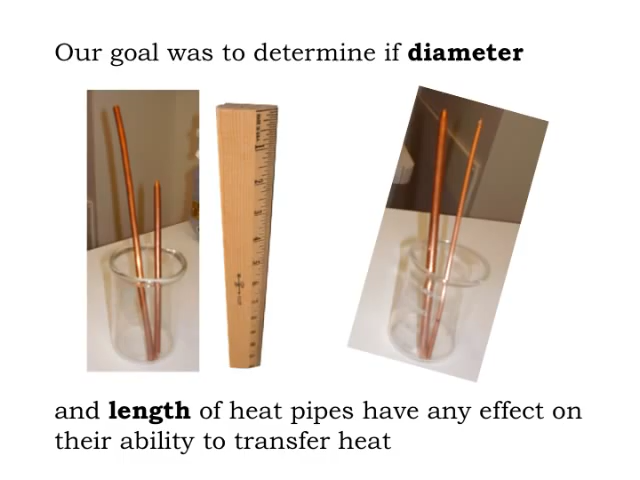 Our goal was to determine if diameter
and length of heat pipes have any effect on
their ability to transfer heat